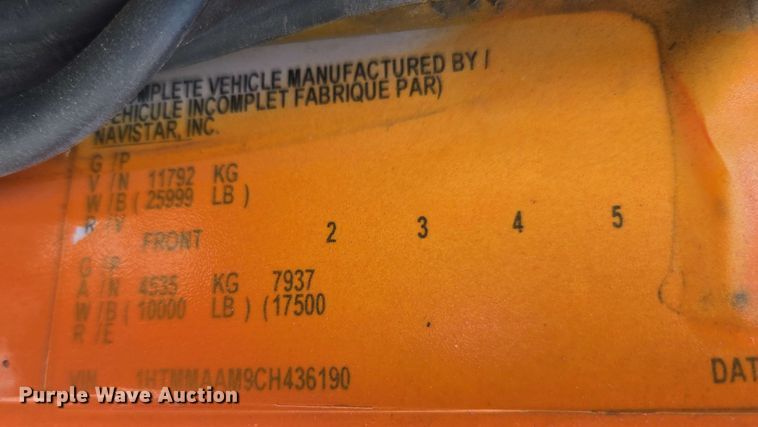 MPLETE VEHICLE MANUFACTURED BY /
VEHICULE INCOMPLET FABRIQUE PAR)
NAVISTAR, INC.
G /P
V /N 11792 KG
W /B ( 25999 LB )
R /V
FRONT 2 3 4 5
G /P
A /N 4535 KG 7937
W /B ( 10000 LB ) (17500
R /E
VIN 1HTMMAAM9CH436190
DAT
Purple Wave Auction